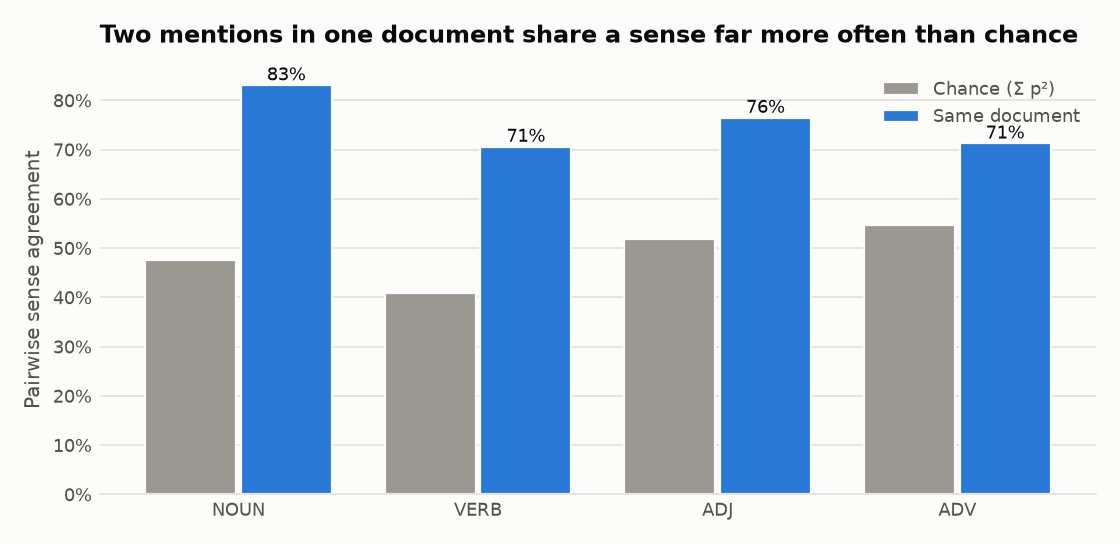 Two mentions in one document share a sense far more often than chance
Pairwise sense agreement
80%
70%
60%
50%
40%
30%
20%
10%
0%
83%
71%
76%
71%
Chance (Σ p²)
Same document
NOUN
VERB
ADJ
ADV